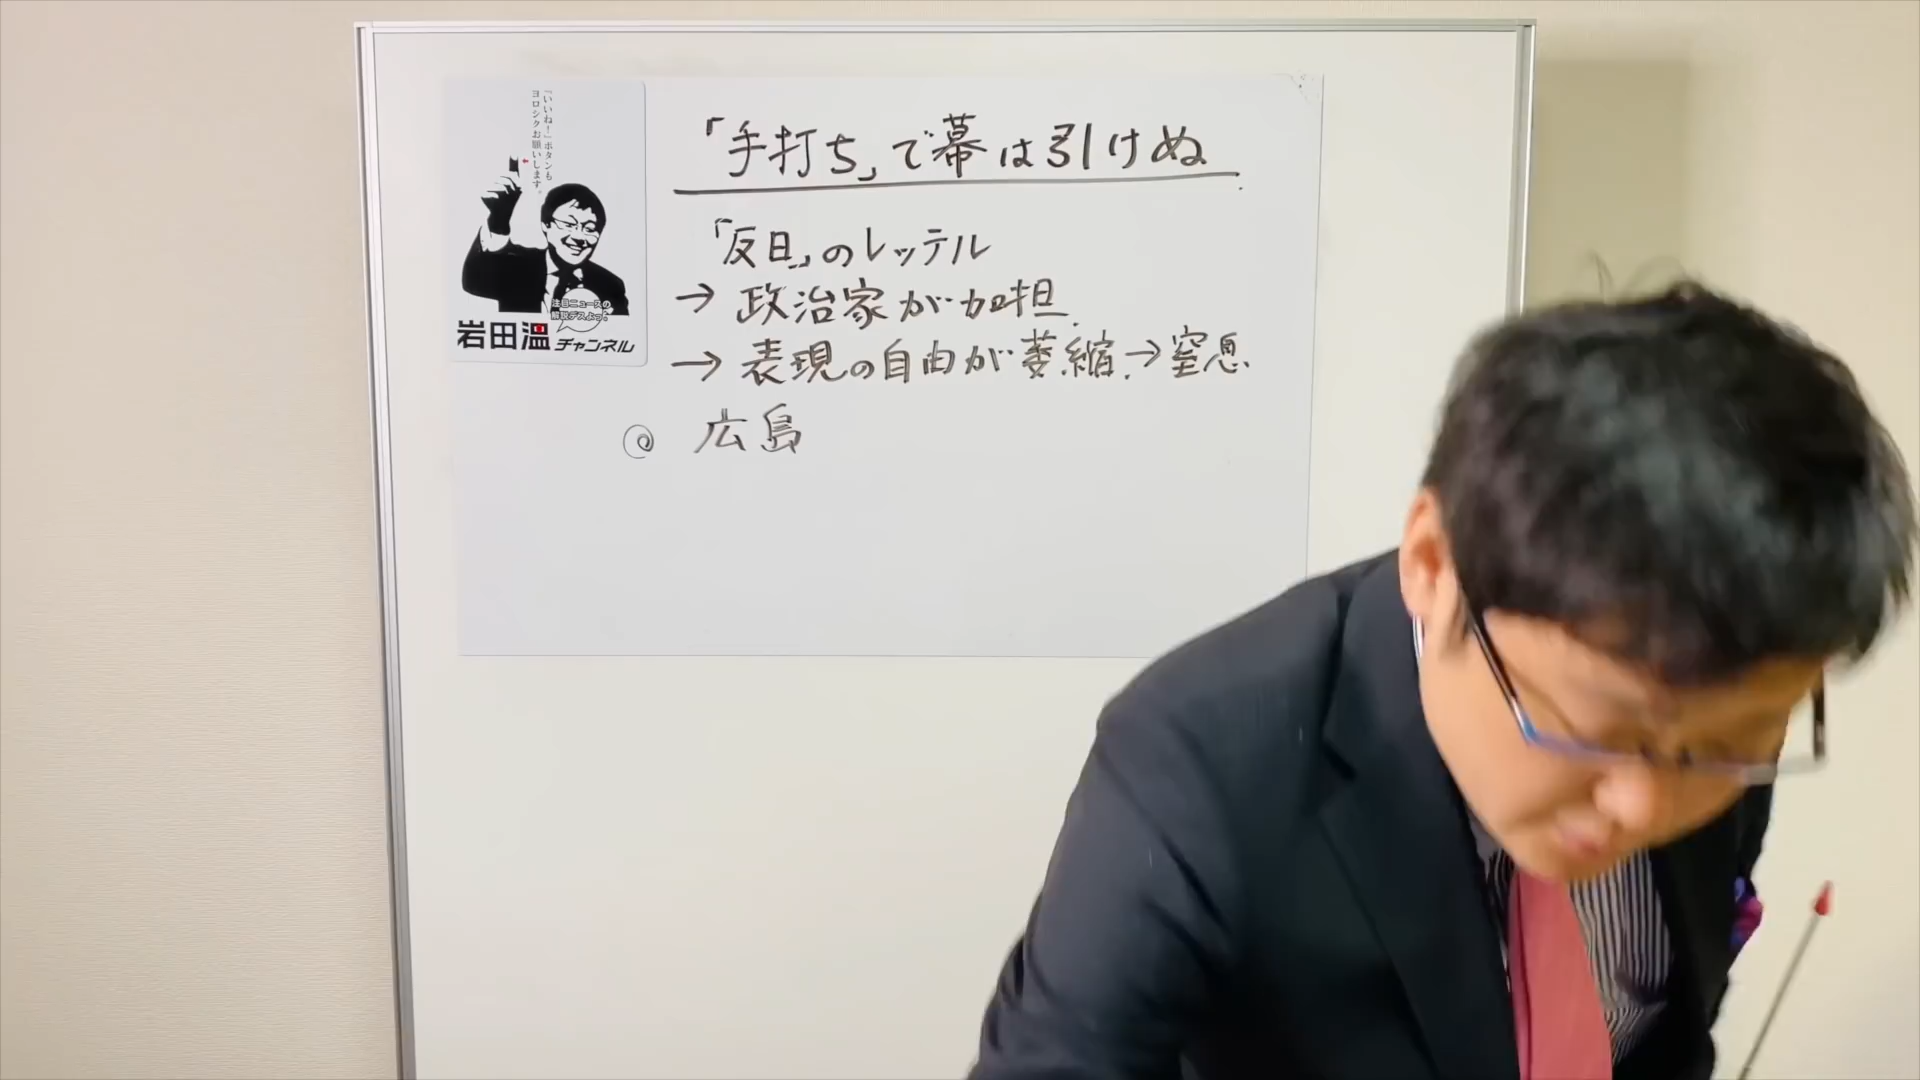 「いいね！」ボタンも
ヨロシクお願いします。
注目ニュースの
解説デスよっ！
岩田温チャンネル
「手打ち」で幕は引けぬ
「反日」のレッテル
→ 政治家が加担.
→ 表現の自由が萎縮.→窒息.
◎ 広島